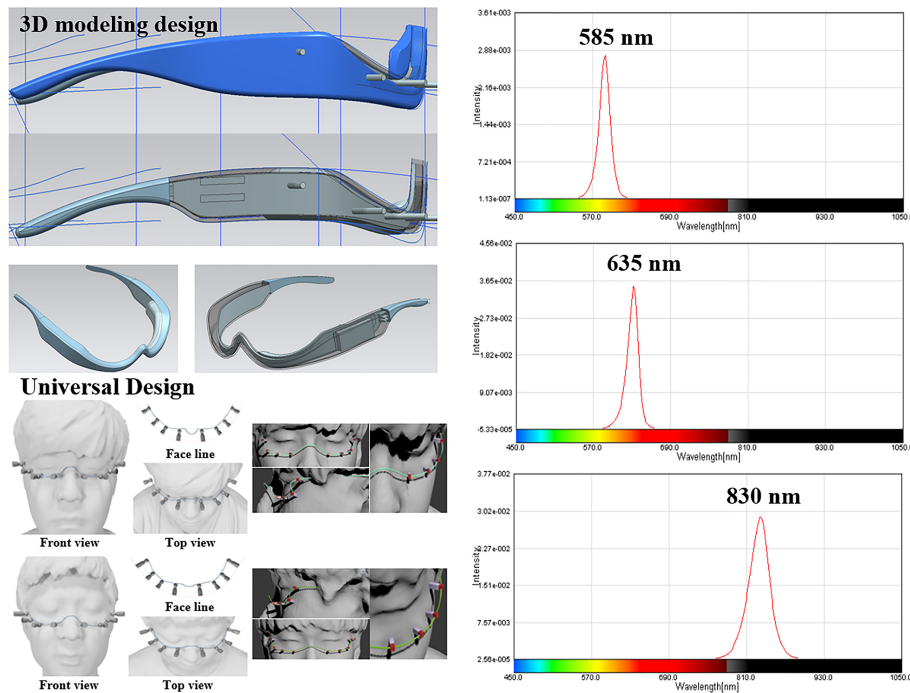 3D modeling design
Universal Design
Face line
Front view
Top view
Face line
Front view
Top view
3.61e-003
585 nm
2.88e-003
2.16e-003
Intensity
1.44e-003
7.21e-004
1.13e-007
450.0 570.0 690.0 810.0 930.0 1050.0
Wavelength[nm]
4.56e-002
635 nm
3.65e-002
2.73e-002
Intensity
1.82e-002
9.07e-003
-5.33e-005
450.0 570.0 690.0 810.0 930.0 1050.0
Wavelength[nm]
3.77e-002
830 nm
3.02e-002
2.27e-002
Intensity
1.51e-002
7.57e-003
2.56e-005
450.0 570.0 690.0 810.0 930.0 1050.0
Wavelength[nm]